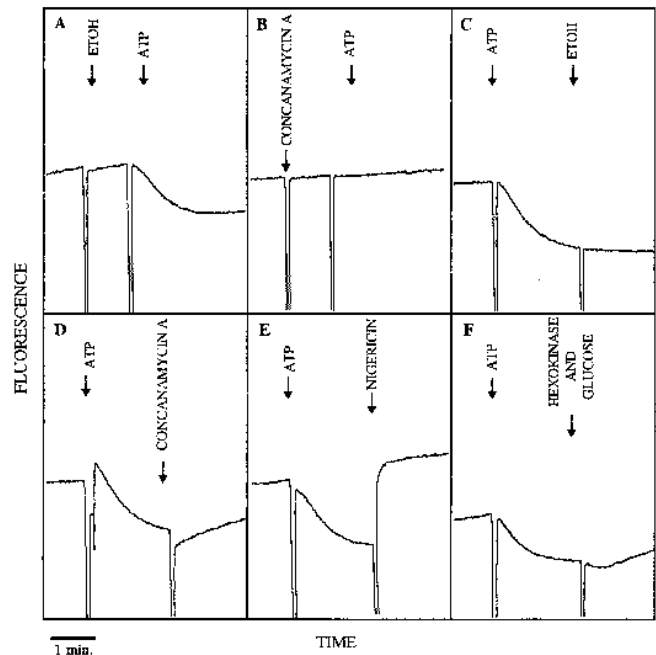 A
ETOH
ATP
B
CONCANAMYCIN A
ATP
C
ATP
ETOH
FLUORESCENCE
D
ATP
CONCANAMYCIN A
E
ATP
NIGERICIN
F
ATP
HEXOKINASE
AND
GLUCOSE
1 min.
TIME